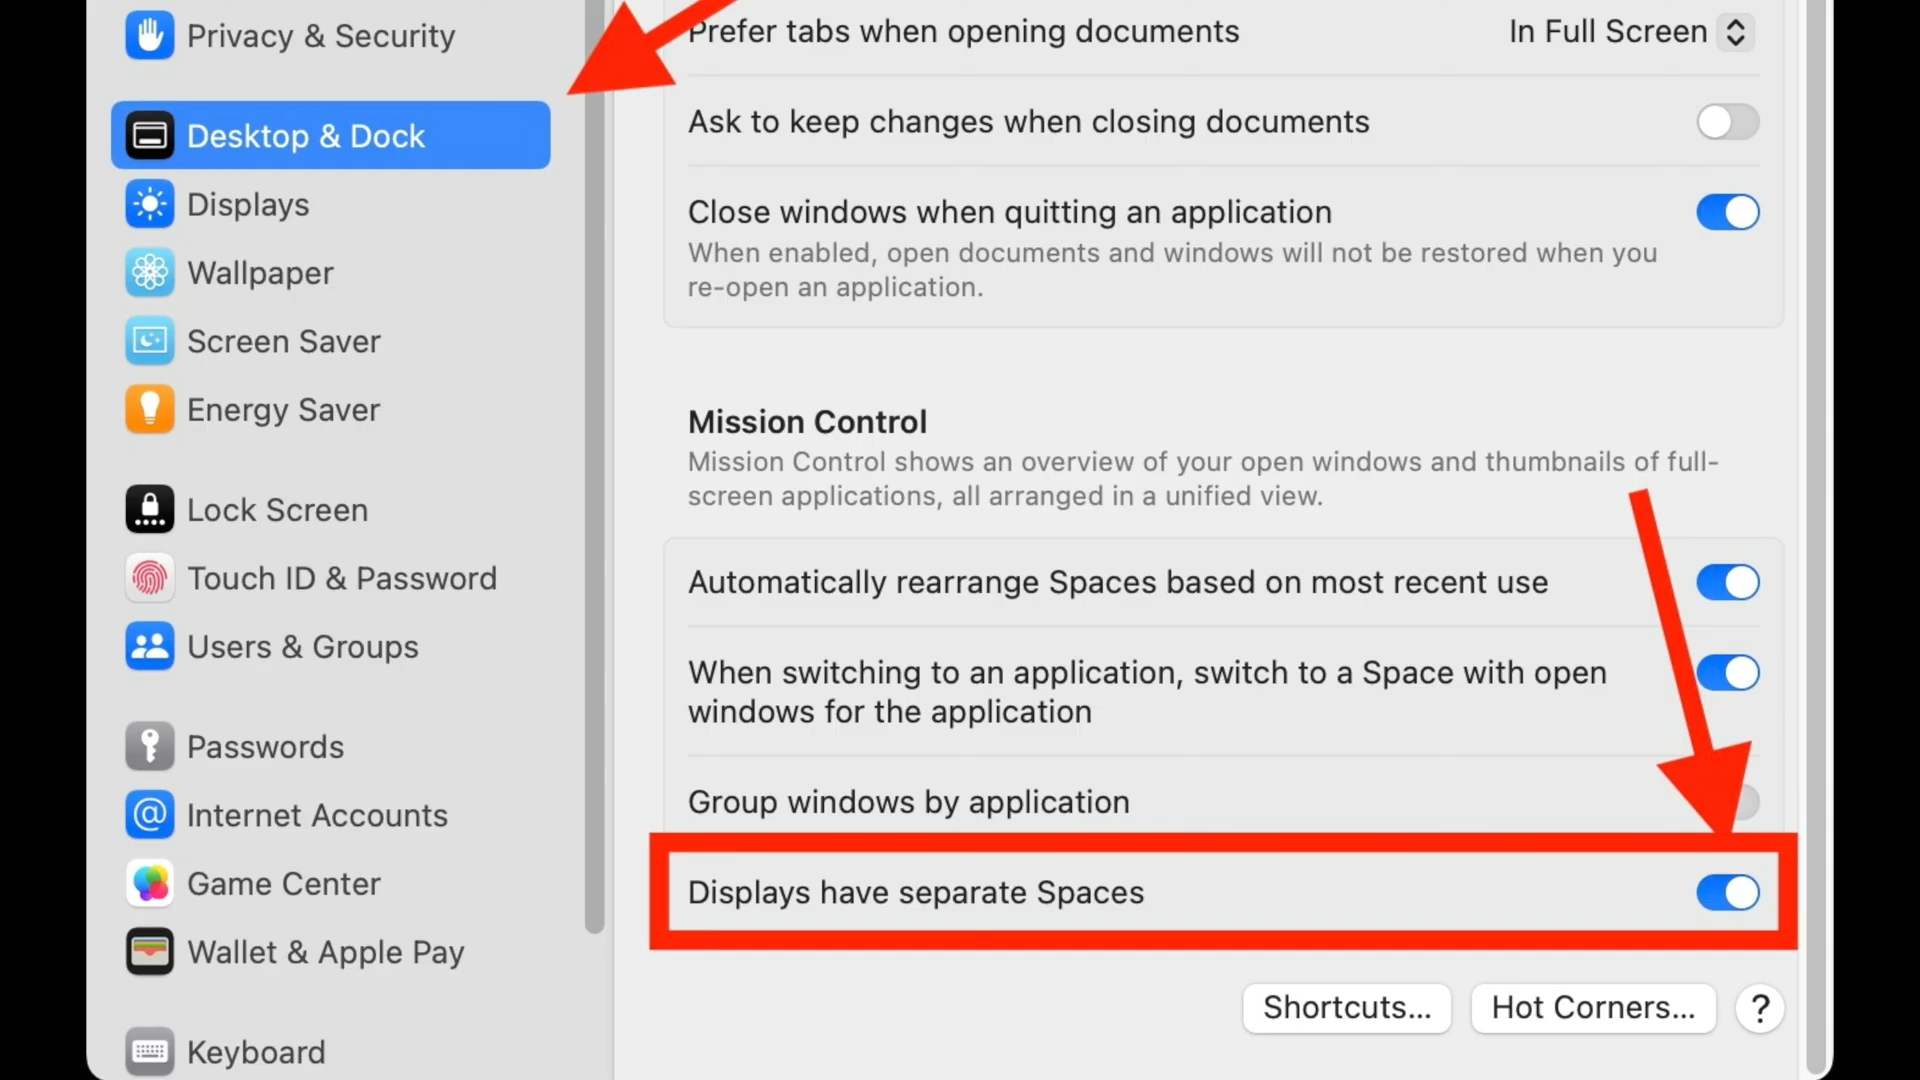 Privacy & Security
Desktop & Dock
Displays
Wallpaper
Screen Saver
Energy Saver
Lock Screen
Touch ID & Password
Users & Groups
Passwords
Internet Accounts
Game Center
Wallet & Apple Pay
Keyboard
Prefer tabs when opening documents
In Full Screen
Ask to keep changes when closing documents
Close windows when quitting an application
When enabled, open documents and windows will not be restored when you
re-open an application.
Mission Control
Mission Control shows an overview of your open windows and thumbnails of full-
screen applications, all arranged in a unified view.
Automatically rearrange Spaces based on most recent use
When switching to an application, switch to a Space with open
windows for the application
Group windows by application
Displays have separate Spaces
Shortcuts...
Hot Corners...
?